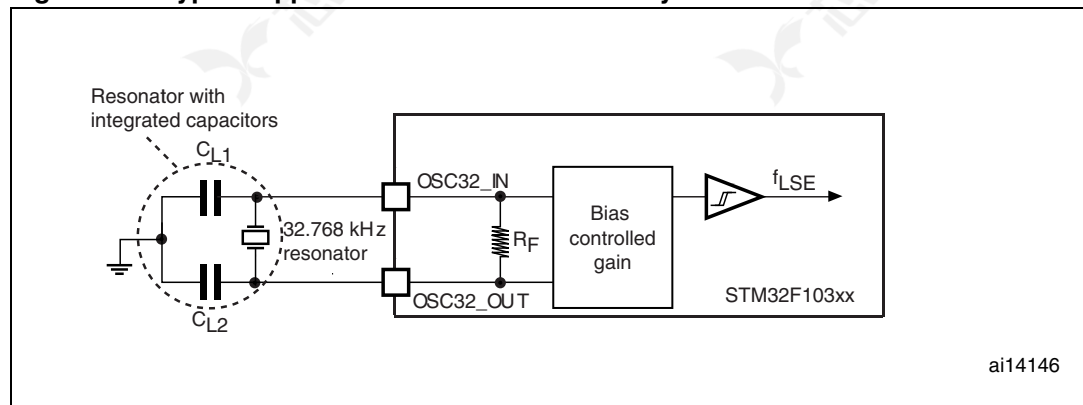 Resonator with
integrated capacitors
CL1
OSC32_IN
fLSE
32.768 kHz
resonator
RF
Bias
controlled
gain
OSC32_OUT
STM32F103xx
CL2
ai14146